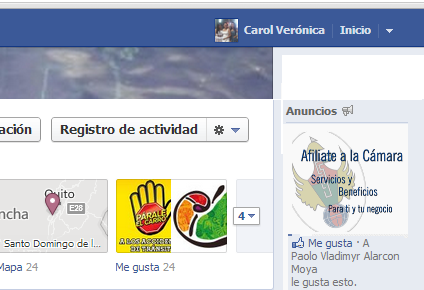 Carol Verónica Inicio
Anuncios
ación Registro de actividad
Afiliate a la Cámara
Servicios y
Beneficios
Para ti y tu negocio
Quito
E28
ncha
Santo Domingo de l...
PARALE
EL CARRO
A LOS ACCIDEN
DE TRÁNSIT
4
Mapa 24
Me gusta 24
Me gusta · A
Paolo Vladimyr Alarcon
Moya
le gusta esto.